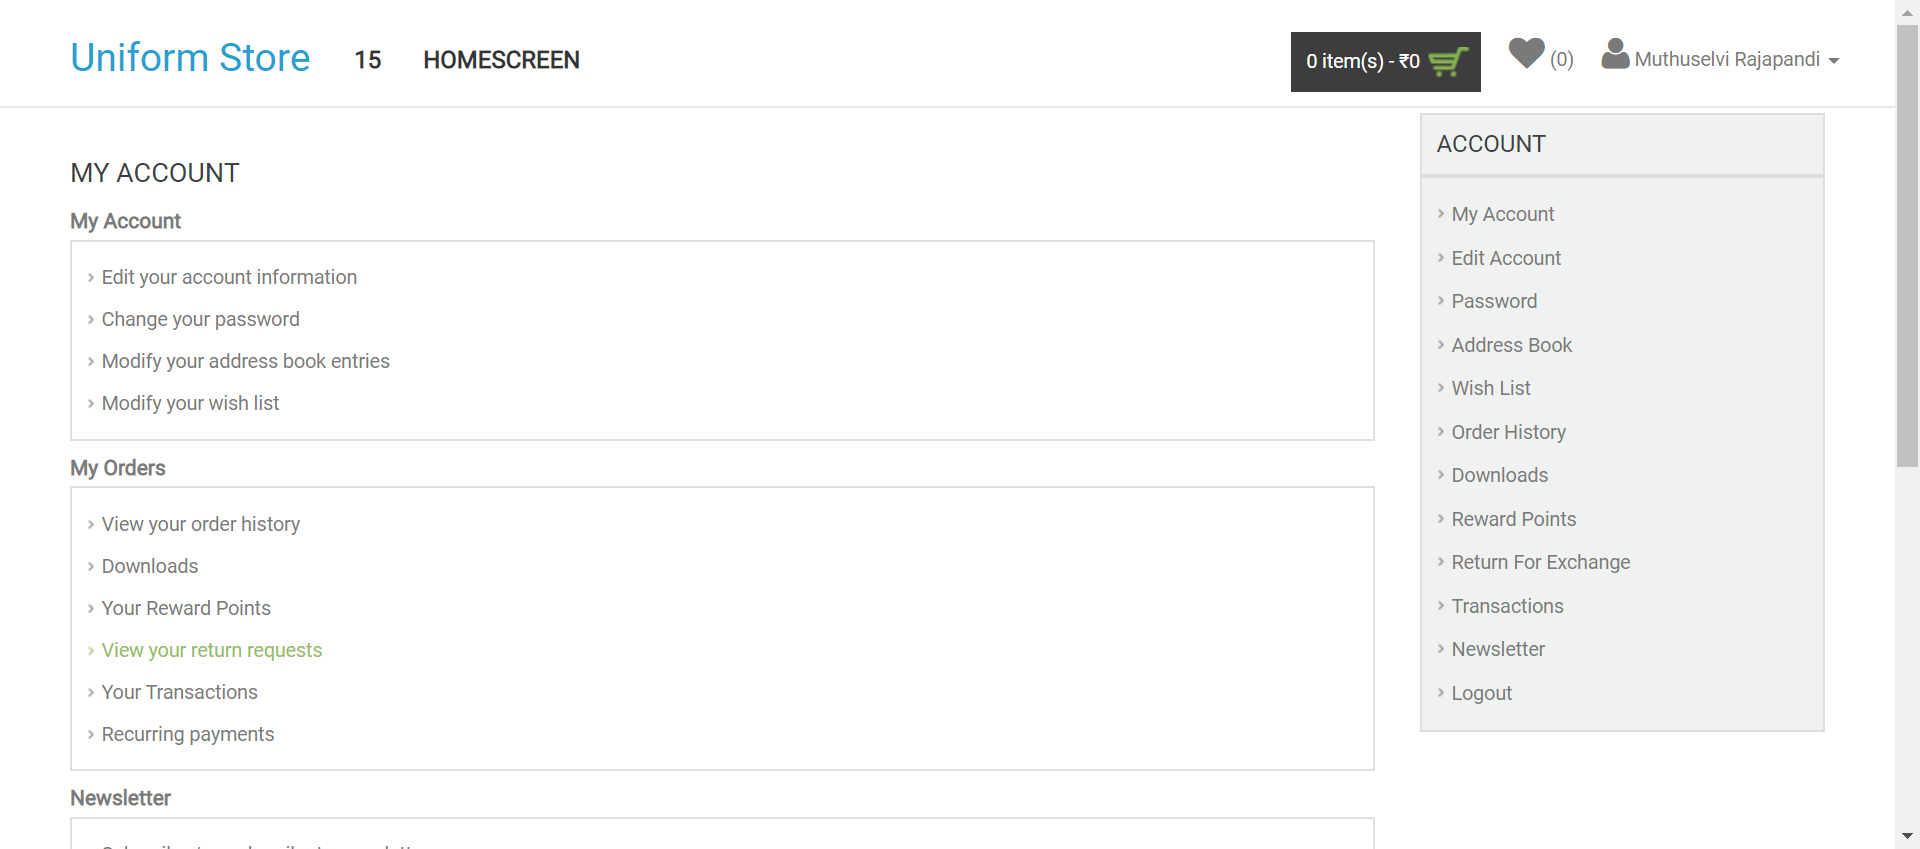 Uniform Store
15
HOMESCREEN
0 item(s) - ₹0
(0)
Muthuselvi Rajapandi
MY ACCOUNT
My Account
Edit your account information
Change your password
Modify your address book entries
Modify your wish list
My Orders
View your order history
Downloads
Your Reward Points
View your return requests
Your Transactions
Recurring payments
Newsletter
ACCOUNT
My Account
Edit Account
Password
Address Book
Wish List
Order History
Downloads
Reward Points
Return For Exchange
Transactions
Newsletter
Logout